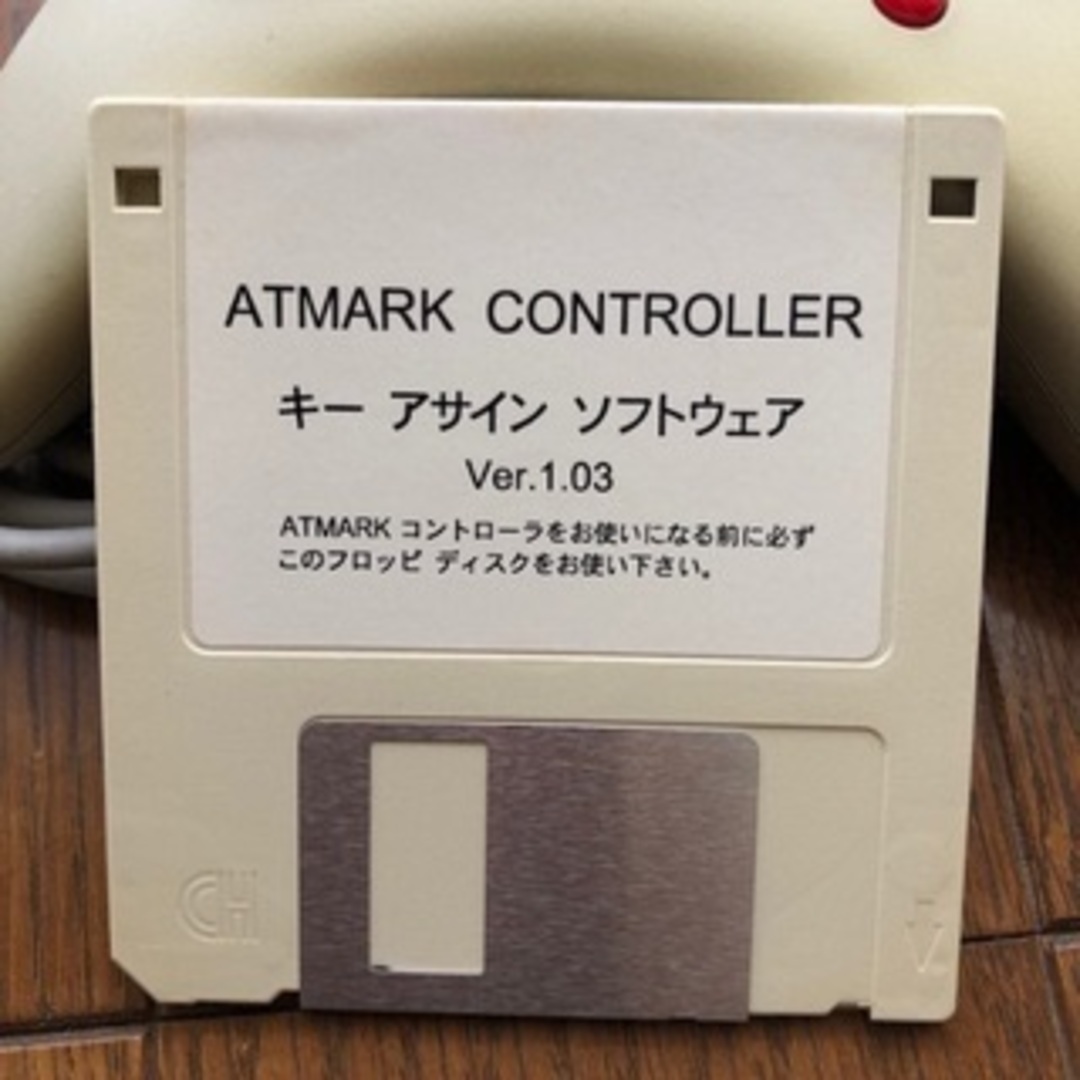 ATMARK CONTROLLER
キー アサイン ソフトウェア
Ver.1.03
ATMARK コントローラをお使いになる前に必ず
このフロッピ ディスクをお使い下さい。
CH